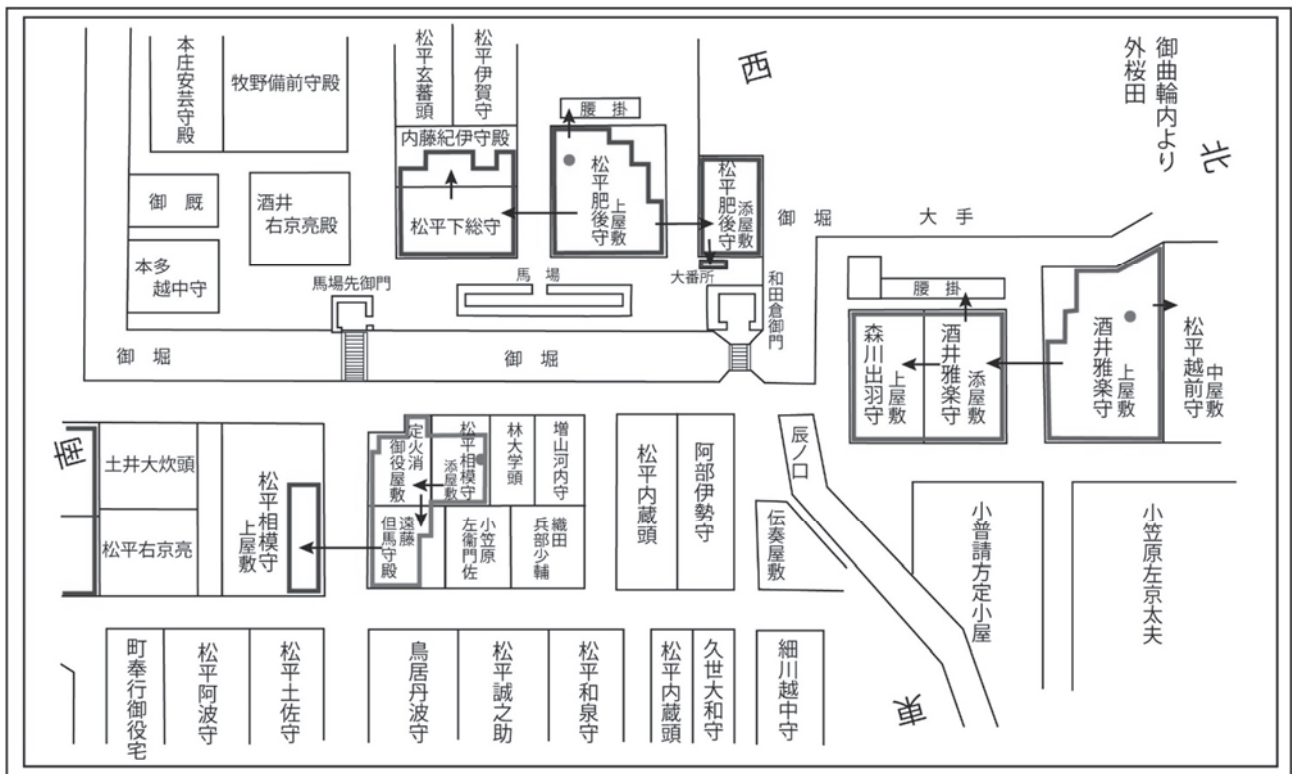 御曲輪内より
外桜田
西
北
南
東
本庄安芸守殿
牧野備前守殿
松平玄蕃頭
松平伊賀守
腰掛
内藤紀伊守殿
松平肥後守
上屋敷
松平肥後守
添屋敷
御厩
酒井
右京亮殿
松平下総守
御堀
大手
本多
越中守
馬場先御門
馬場
大番所
和田倉御門
腰掛
御堀
御堀
森川出羽守
上屋敷
酒井雅楽守
添屋敷
酒井雅楽守
上屋敷
松平越前守
中屋敷
土井大炊頭
松平右京亮
松平相模守
上屋敷
定火消
御役屋敷
松平相模守
添屋敷
林大学頭
増山河内守
遠藤
但馬守殿
小笠原
左衛門佐
織田
兵部少輔
松平内蔵頭
阿部伊勢守
辰ノ口
伝奏屋敷
小普請方定小屋
小笠原左京太夫
町奉行御役宅
松平阿波守
松平土佐守
鳥居丹波守
松平誠之助
松平和泉守
松平内蔵頭
久世大和守
細川越中守